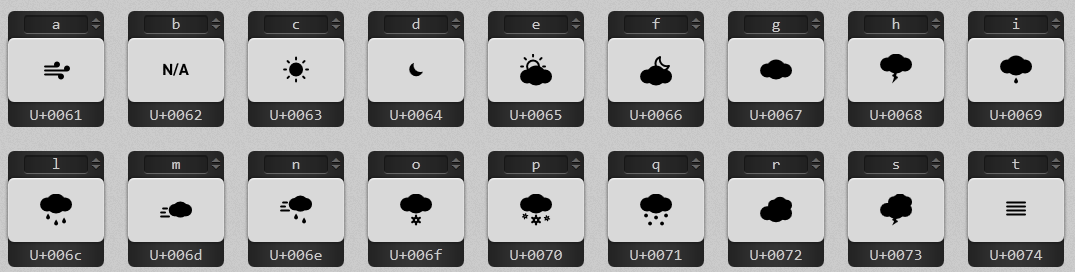 a b c d e f g h i
N/A
U+0061 U+0062 U+0063 U+0064 U+0065 U+0066 U+0067 U+0068 U+0069
l m n o p q r s t
U+006c U+006d U+006e U+006f U+0070 U+0071 U+0072 U+0073 U+0074